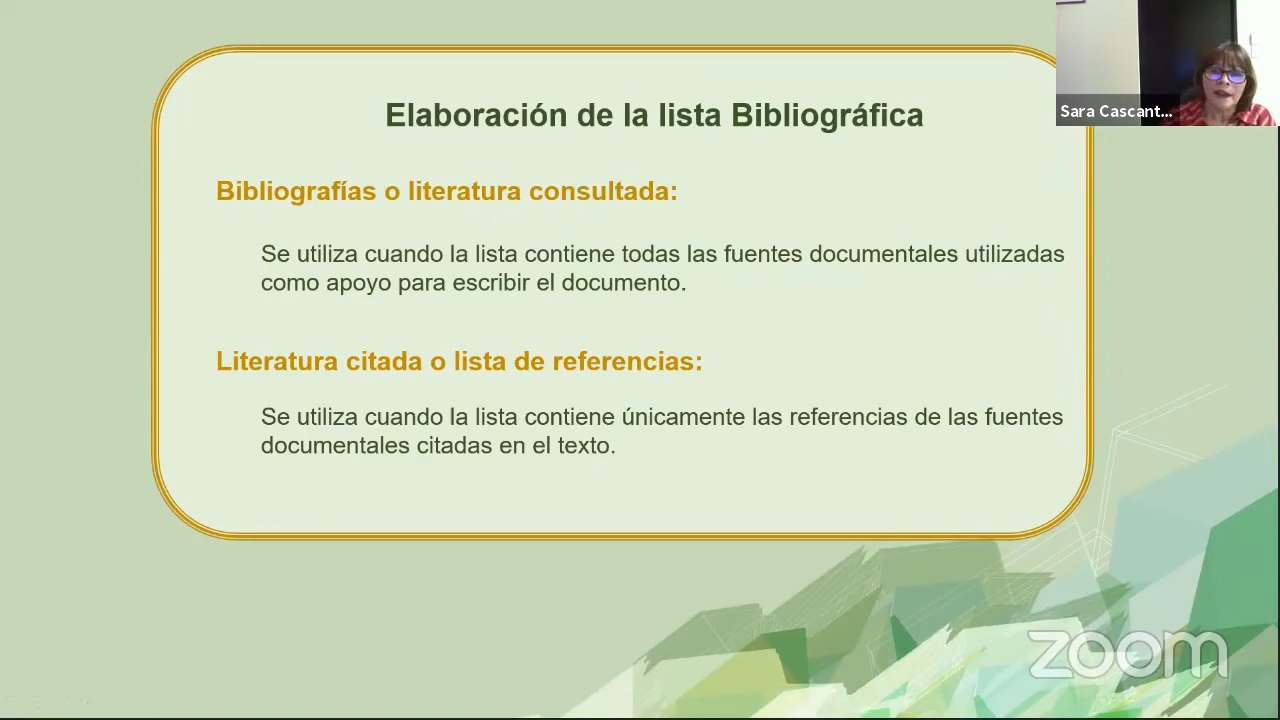 Elaboración de la lista Bibliográfica
Sara Cascant...
Bibliografías o literatura consultada:
Se utiliza cuando la lista contiene todas las fuentes documentales utilizadas
como apoyo para escribir el documento.
Literatura citada o lista de referencias:
Se utiliza cuando la lista contiene únicamente las referencias de las fuentes
documentales citadas en el texto.
zoom